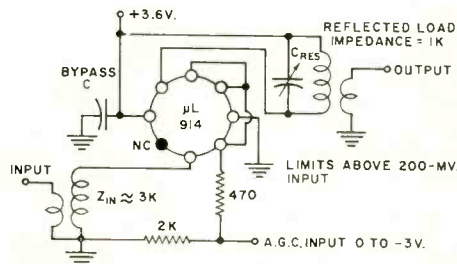 +3.6V.
REFLECTED LOAD
IMPEDANCE = 1K
CRES
BYPASS
C
OUTPUT
μL
914
NC
LIMITS ABOVE 200-MV.
INPUT
INPUT
ZIN ≈ 3K
470
2K
A.G.C. INPUT 0 TO -3V.